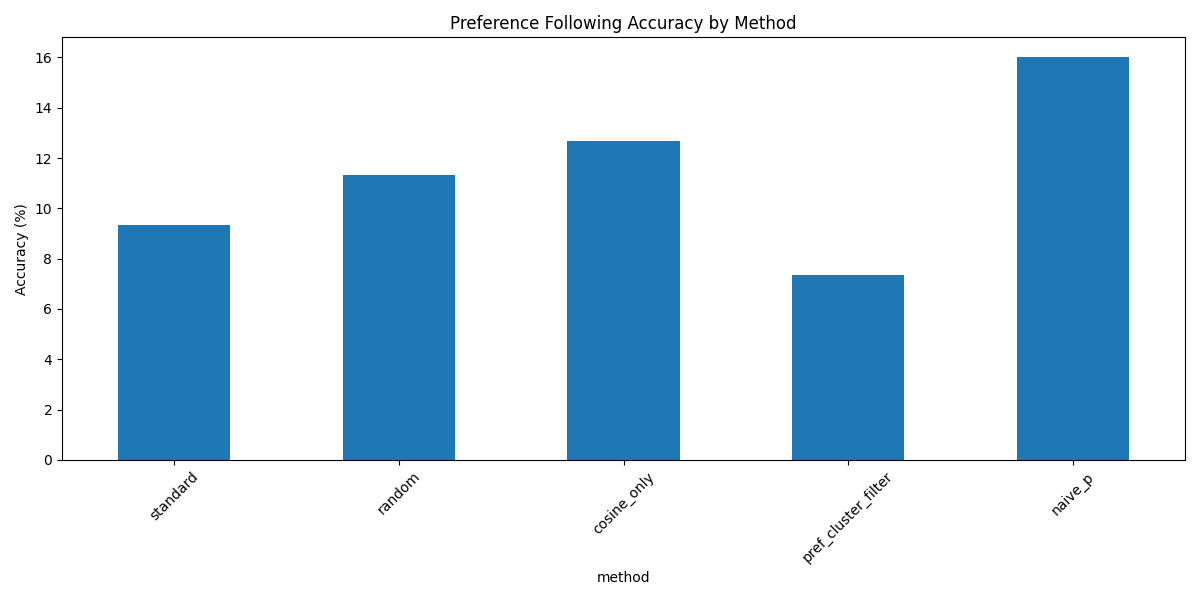 Preference Following Accuracy by Method
Accuracy (%)
16
14
12
10
8
6
4
2
0
standard
random
cosine_only
pref_cluster_filter
naive_p
method